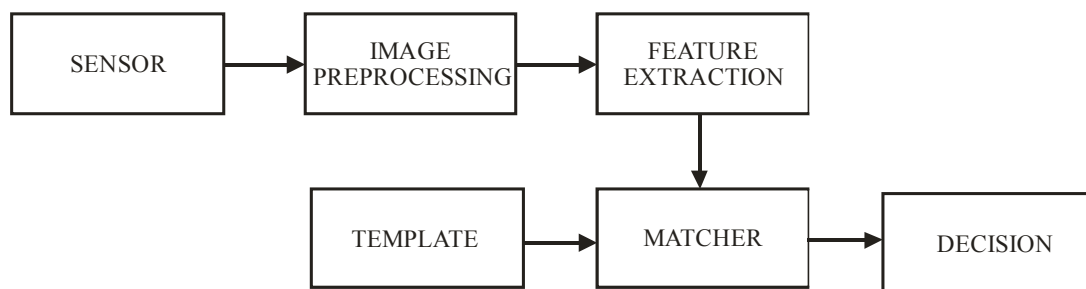 SENSOR
IMAGE
PREPROCESSING
FEATURE
EXTRACTION
TEMPLATE
MATCHER
DECISION